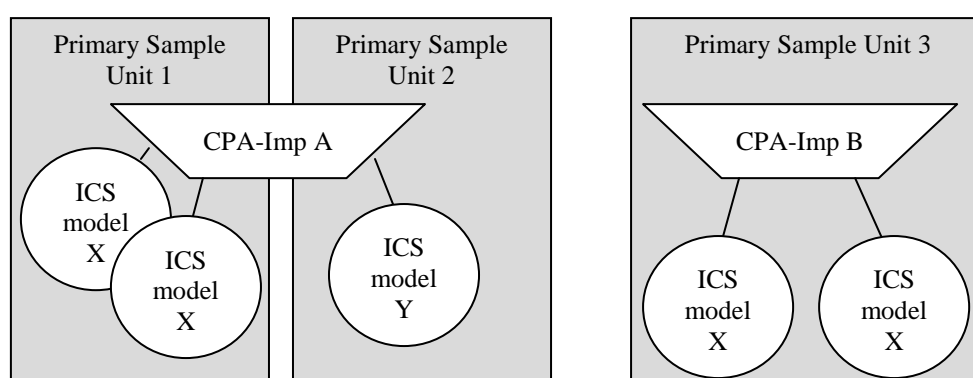 Primary Sample
Unit 1
Primary Sample
Unit 2
Primary Sample Unit 3
CPA-Imp A
CPA-Imp B
ICS
model
X
ICS
model
X
ICS
model
Y
ICS
model
X
ICS
model
X